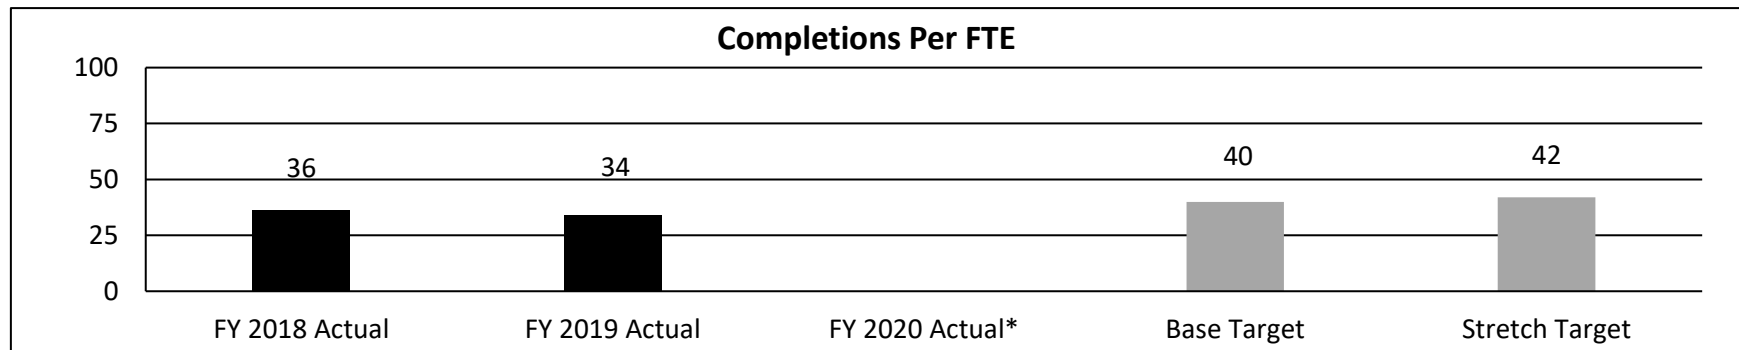 Completions Per FTE
100
75
50
25
0
36
34
40
42
FY 2018 Actual
FY 2019 Actual
FY 2020 Actual*
Base Target
Stretch Target